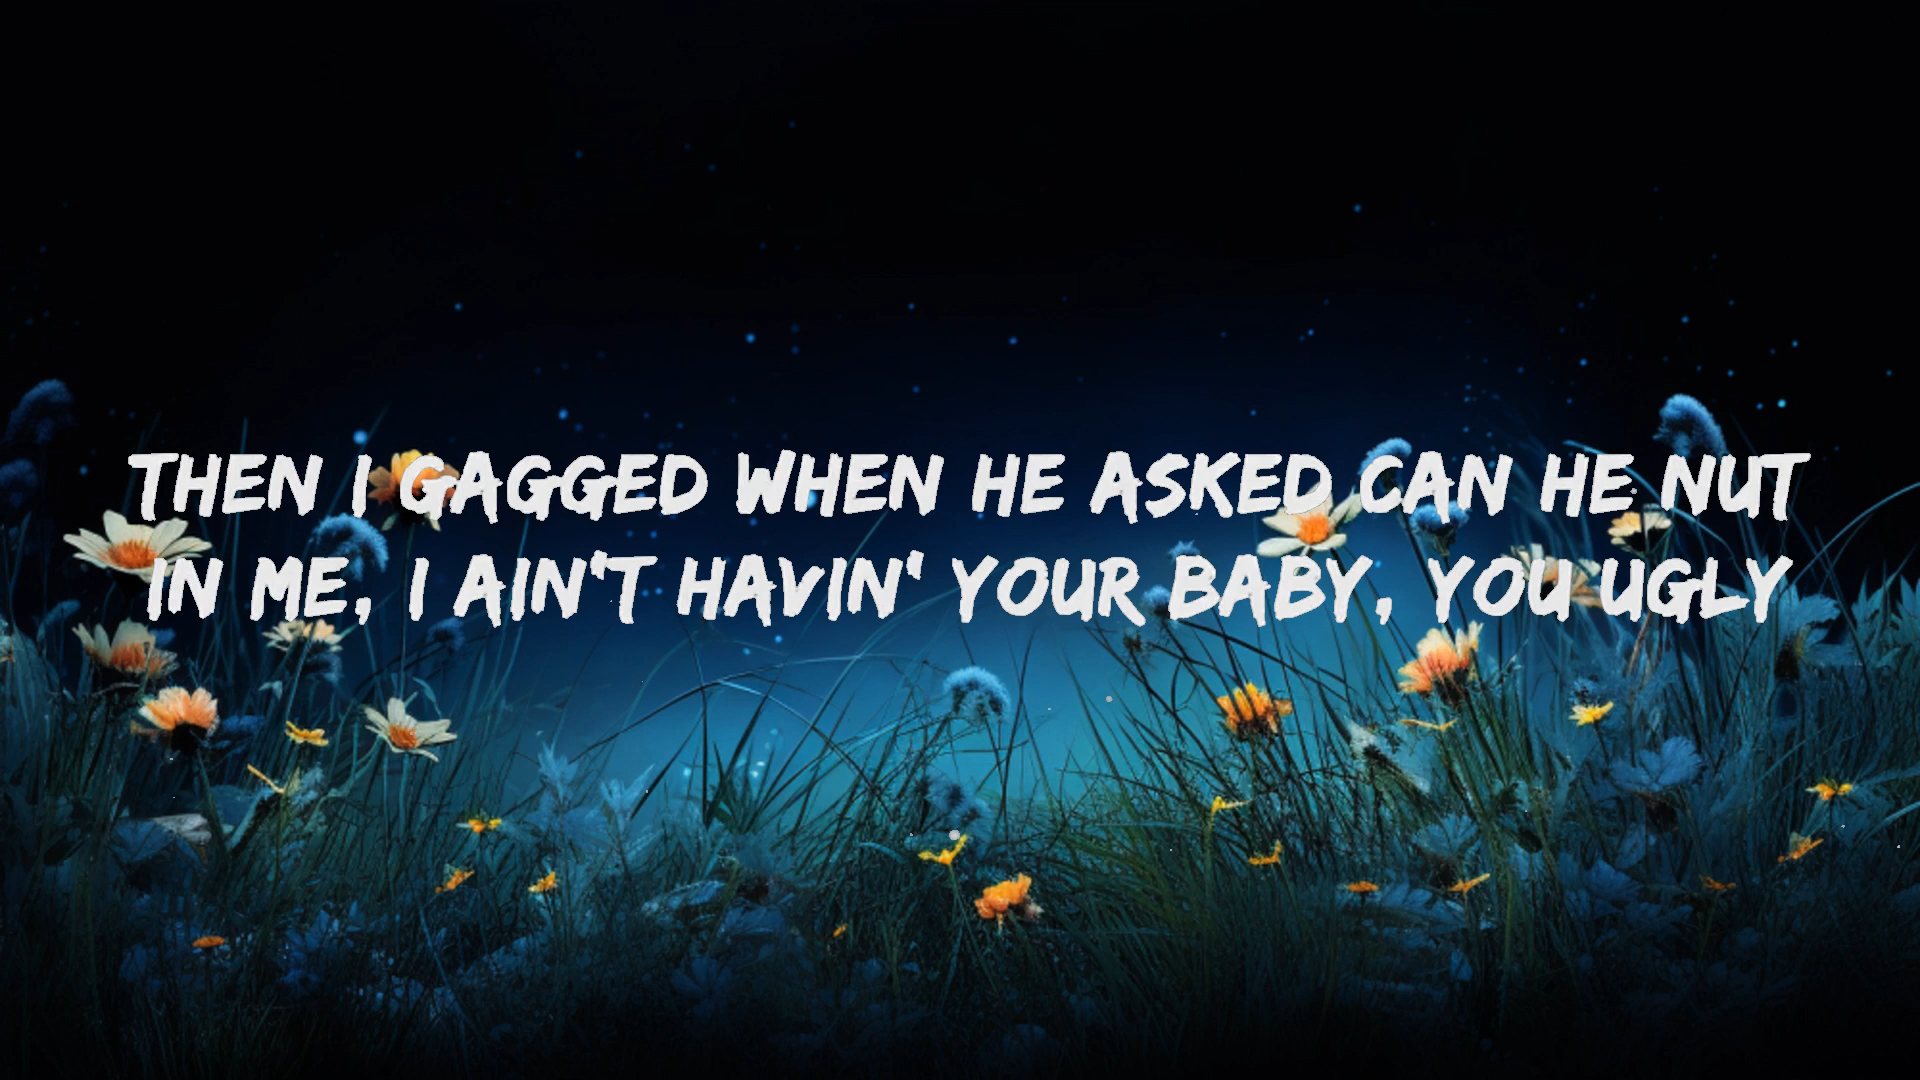 THEN I GAGGED WHEN HE ASKED CAN HE NUT
IN ME, I AIN'T HAVIN' YOUR BABY, YOU UGLY